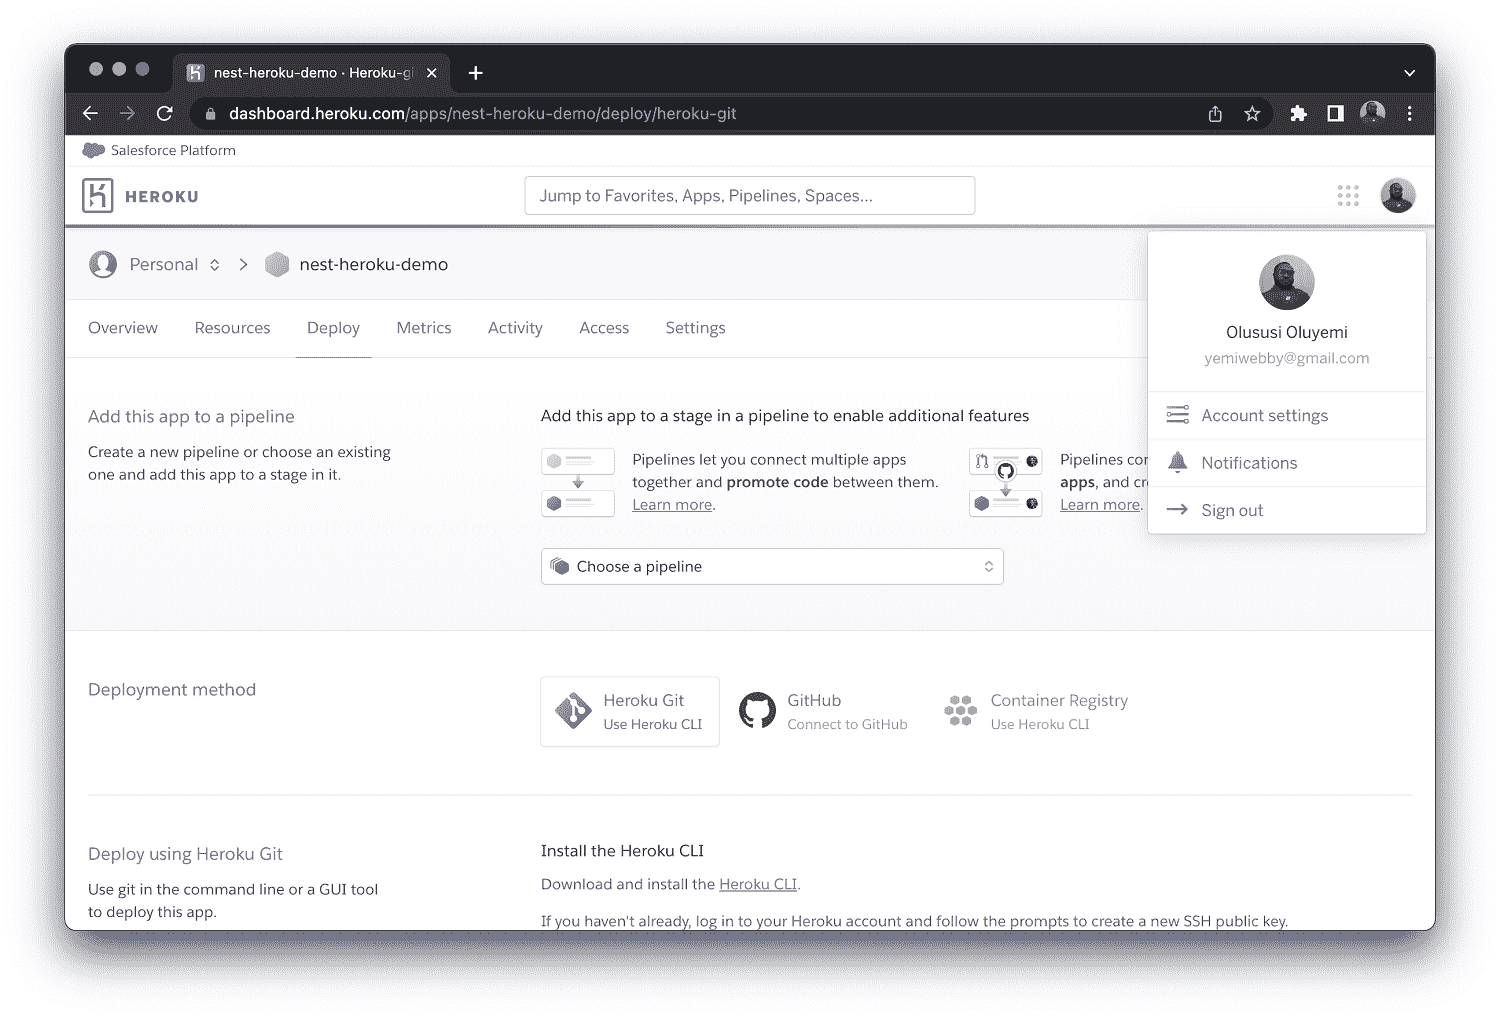 nest-heroku-demo · Heroku-gi
dashboard.heroku.com/apps/nest-heroku-demo/deploy/heroku-git
Salesforce Platform
HEROKU
Jump to Favorites, Apps, Pipelines, Spaces...
Personal
nest-heroku-demo
Overview Resources Deploy Metrics Activity Access Settings
Olususi Oluyemi
yemiwebby@gmail.com
Account settings
Notifications
Sign out
Add this app to a pipeline
Create a new pipeline or choose an existing
one and add this app to a stage in it.
Add this app to a stage in a pipeline to enable additional features
Pipelines let you connect multiple apps
together and promote code between them.
Learn more.
Pipelines cor
apps, and cr
Learn more.
Choose a pipeline
Deployment method
Heroku Git
Use Heroku CLI
GitHub
Connect to GitHub
Container Registry
Use Heroku CLI
Deploy using Heroku Git
Use git in the command line or a GUI tool
to deploy this app.
Install the Heroku CLI
Download and install the Heroku CLI.
If you haven't already, log in to your Heroku account and follow the prompts to create a new SSH public key.